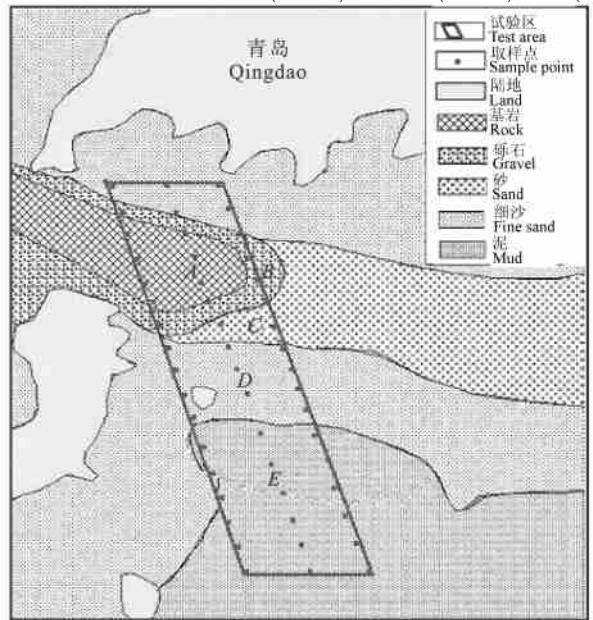 青岛
Qingdao
试验区
Test area
取样点
Sample point
陆地
Land
基岩
Rock
砾石
Gravel
砂
Sand
细沙
Fine sand
泥
Mud
A
B
C
D
E